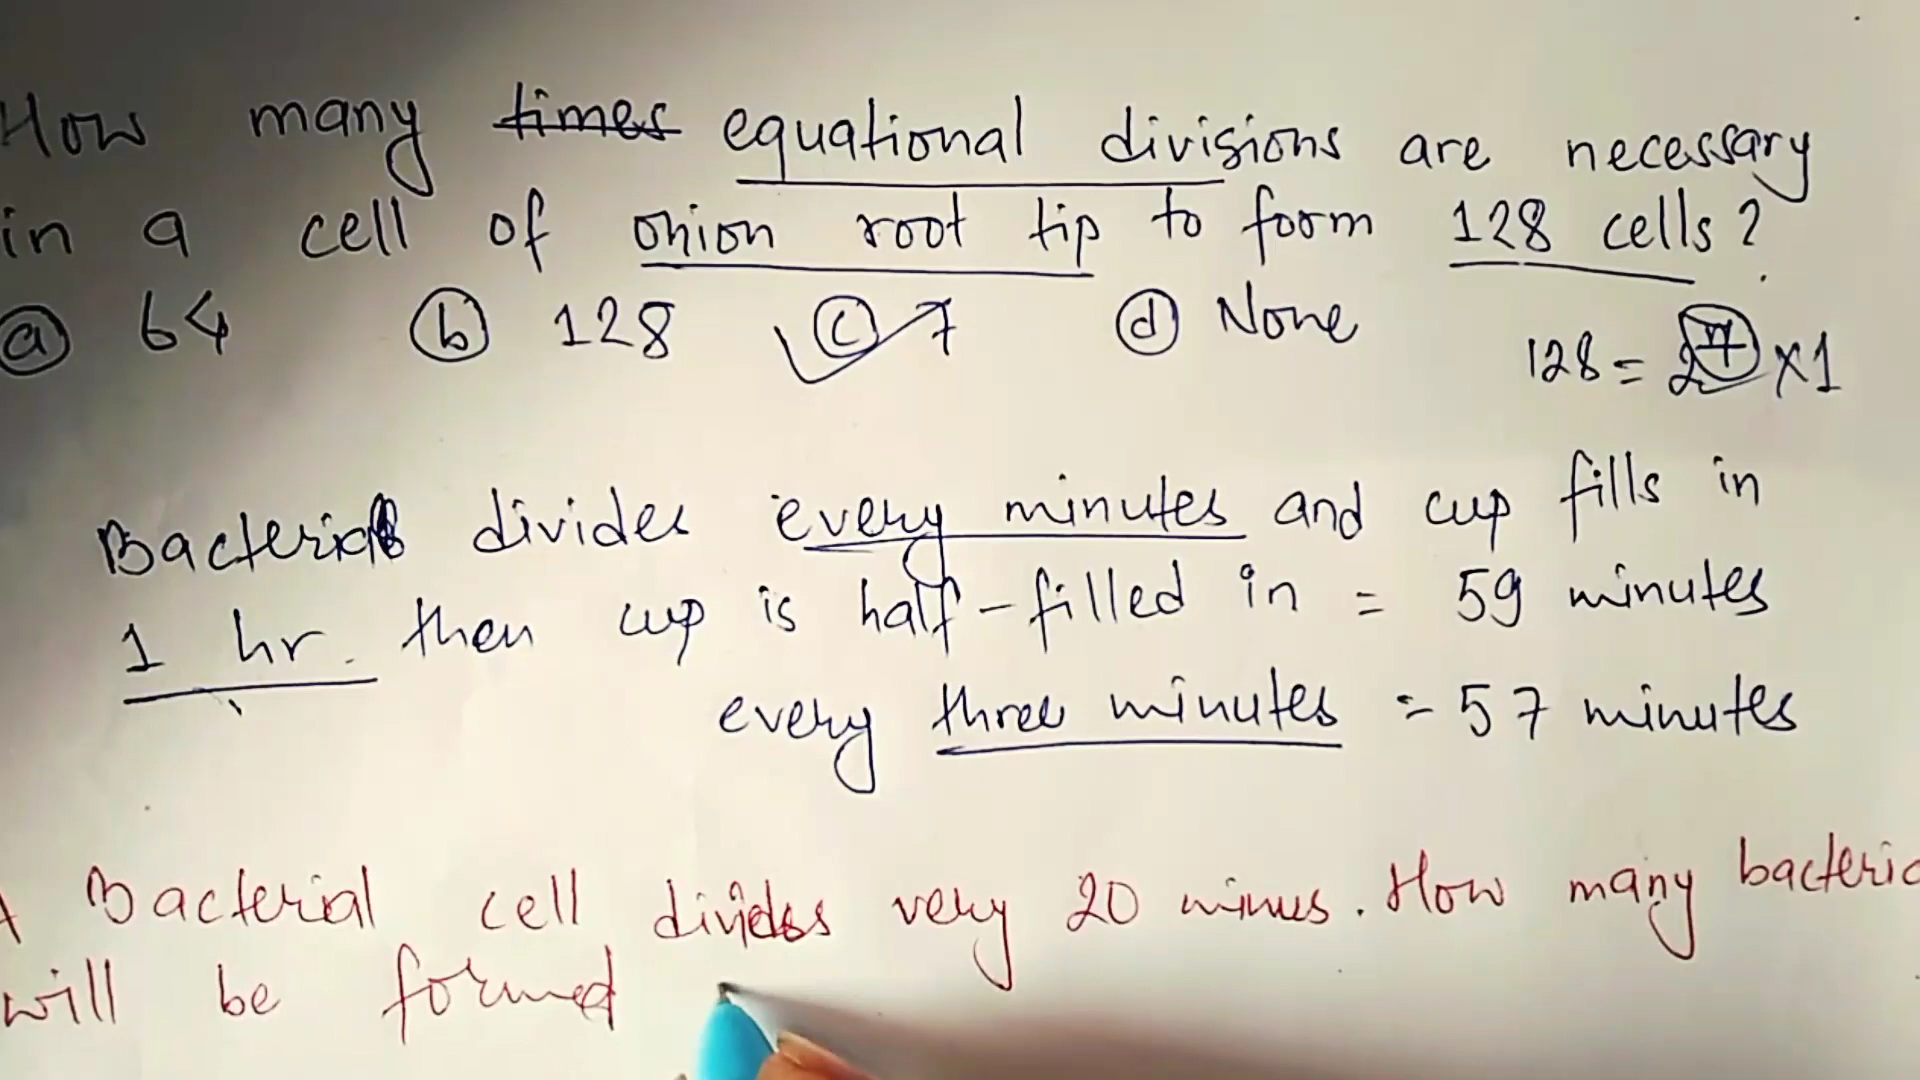 How many times equational divisions are necessary
in a cell of onion root tip to form 128 cells?
(a) 64 (b) 128 (c) 7 (d) None
128 = 2⁷ x 1
Bacteria divides every minutes and cup fills in
1 hr. then cup is half-filled in = 59 minutes
every three minutes = 57 minutes
A Bacterial cell divides very 20 minus. How many bacteria
will be formed